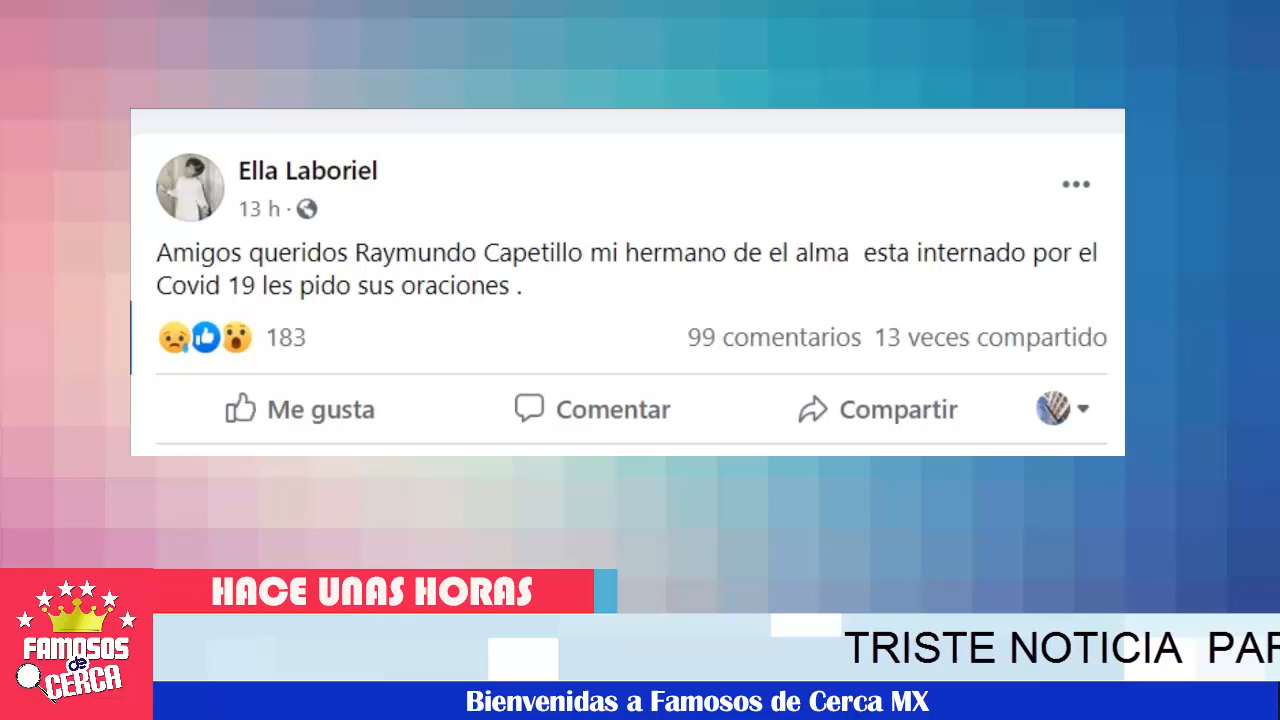 Ella Laboriel
13 h ·
Amigos queridos Raymundo Capetillo mi hermano de el alma esta internado por el
Covid 19 les pido sus oraciones .
183
99 comentarios 13 veces compartido
Me gusta
Comentar
Compartir
HACE UNAS HORAS
FAMOSOS
de
CERCA
TRISTE NOTICIA
Bienvenidas a Famosos de Cerca MX